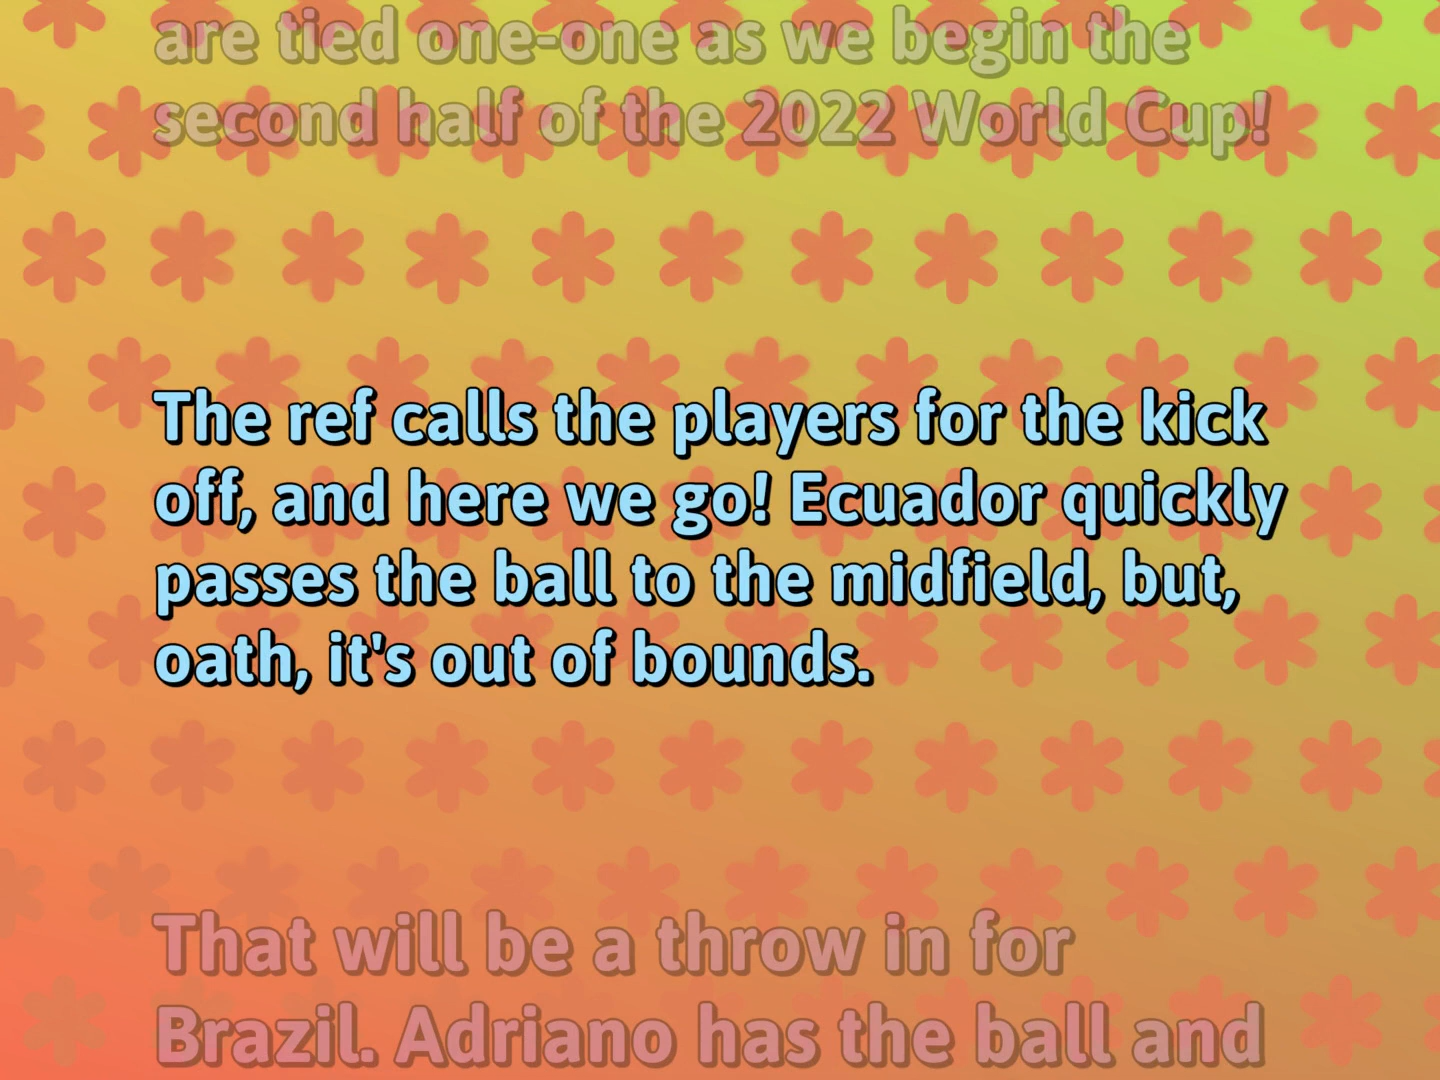 are tied one-one as we begin the
second half of the 2022 World Cup!
The ref calls the players for the kick
off, and here we go! Ecuador quickly
passes the ball to the midfield, but,
oath, it's out of bounds.
That will be a throw in for
Brazil. Adriano has the ball and